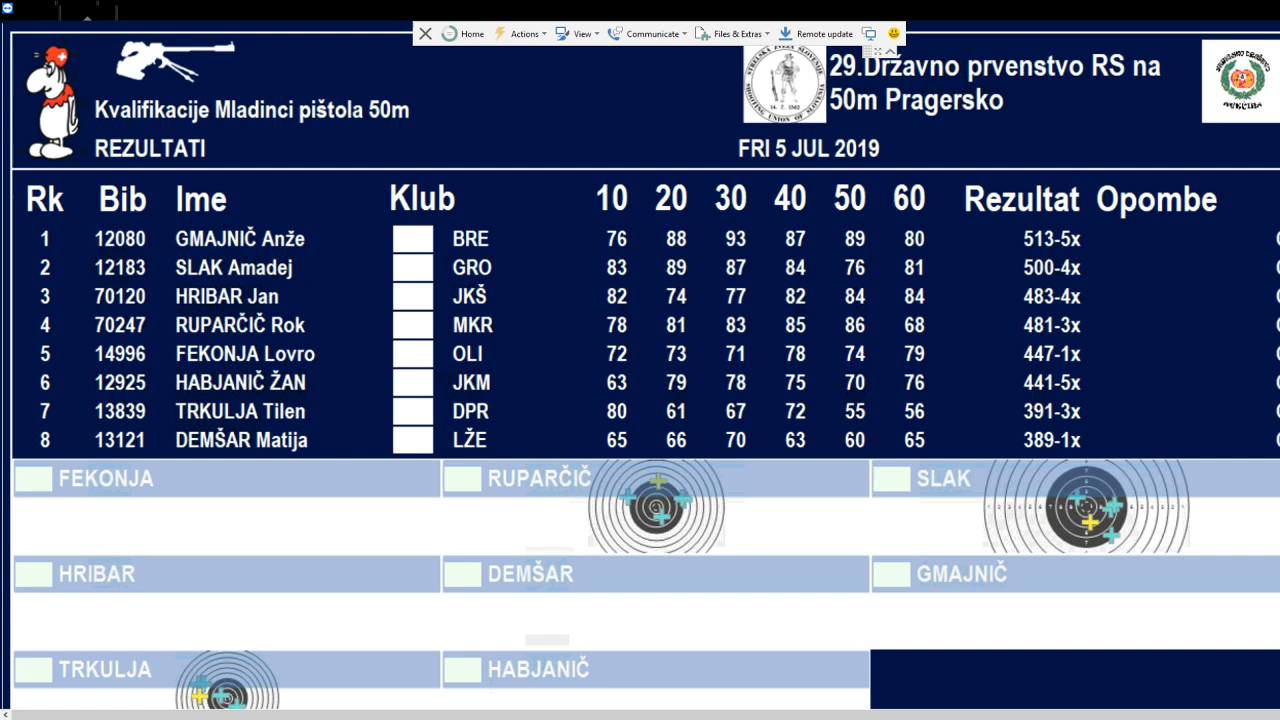 Home Actions View Communicate Files & Extras Remote update
29.Državno prvenstvo RS na
50m Pragersko
Kvalifikacije Mladinci pištola 50m
REZULTATI FRI 5 JUL 2019
Rk Bib Ime Klub 10 20 30 40 50 60 Rezultat Opombe
1 12080 GMAJNIČ Anže BRE 76 88 93 87 89 80 513-5x
2 12183 SLAK Amadej GRO 83 89 87 84 76 81 500-4x
3 70120 HRIBAR Jan JKŠ 82 74 77 82 84 84 483-4x
4 70247 RUPARČIČ Rok MKR 78 81 83 85 86 68 481-3x
5 14996 FEKONJA Lovro OLI 72 73 71 78 74 79 447-1x
6 12925 HABJANIČ ŽAN JKM 63 79 78 75 70 76 441-5x
7 13839 TRKULJA Tilen DPR 80 61 67 72 55 56 391-3x
8 13121 DEMŠAR Matija LŽE 65 66 70 63 60 65 389-1x
FEKONJA RUPARČIČ SLAK
HRIBAR DEMŠAR GMAJNIČ
TRKULJA HABJANIČ